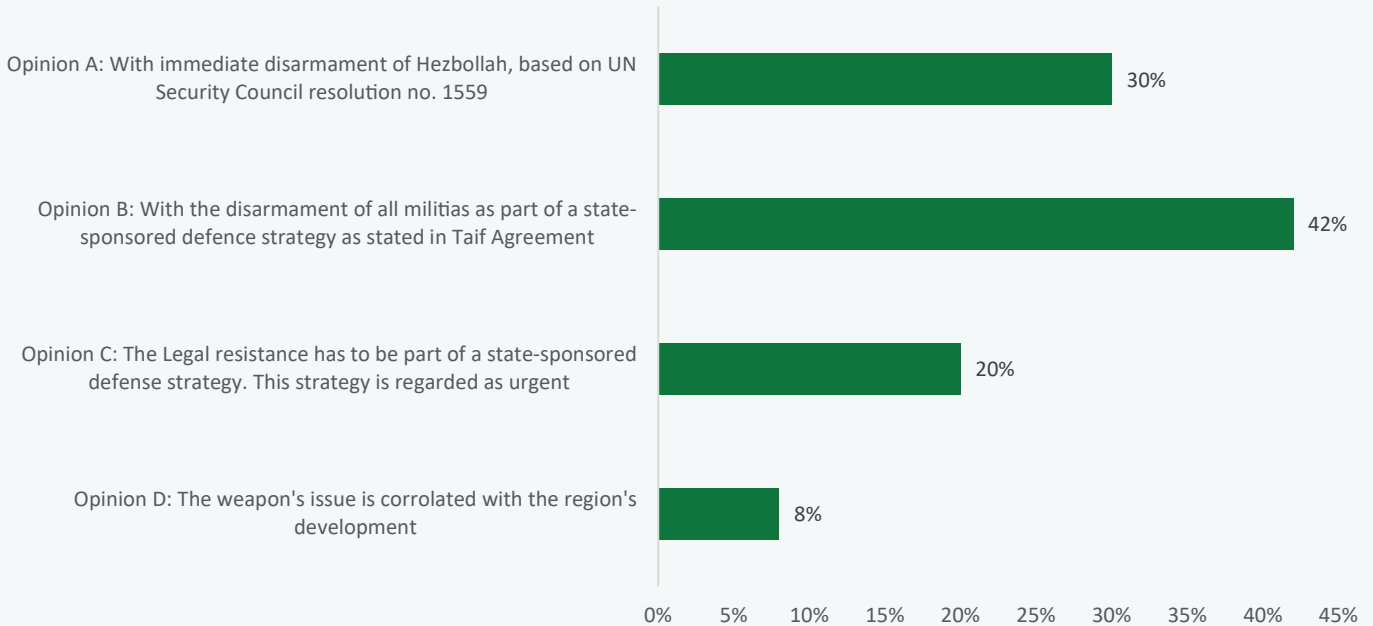 Opinion A: With immediate disarmament of Hezbollah, based on UN
Security Council resolution no. 1559
30%
Opinion B: With the disarmament of all militias as part of a state-
sponsored defence strategy as stated in Taif Agreement
42%
Opinion C: The Legal resistance has to be part of a state-sponsored
defense strategy. This strategy is regarded as urgent
20%
Opinion D: The weapon's issue is corrolated with the region's
development
8%
0% 5% 10% 15% 20% 25% 30% 35% 40% 45%